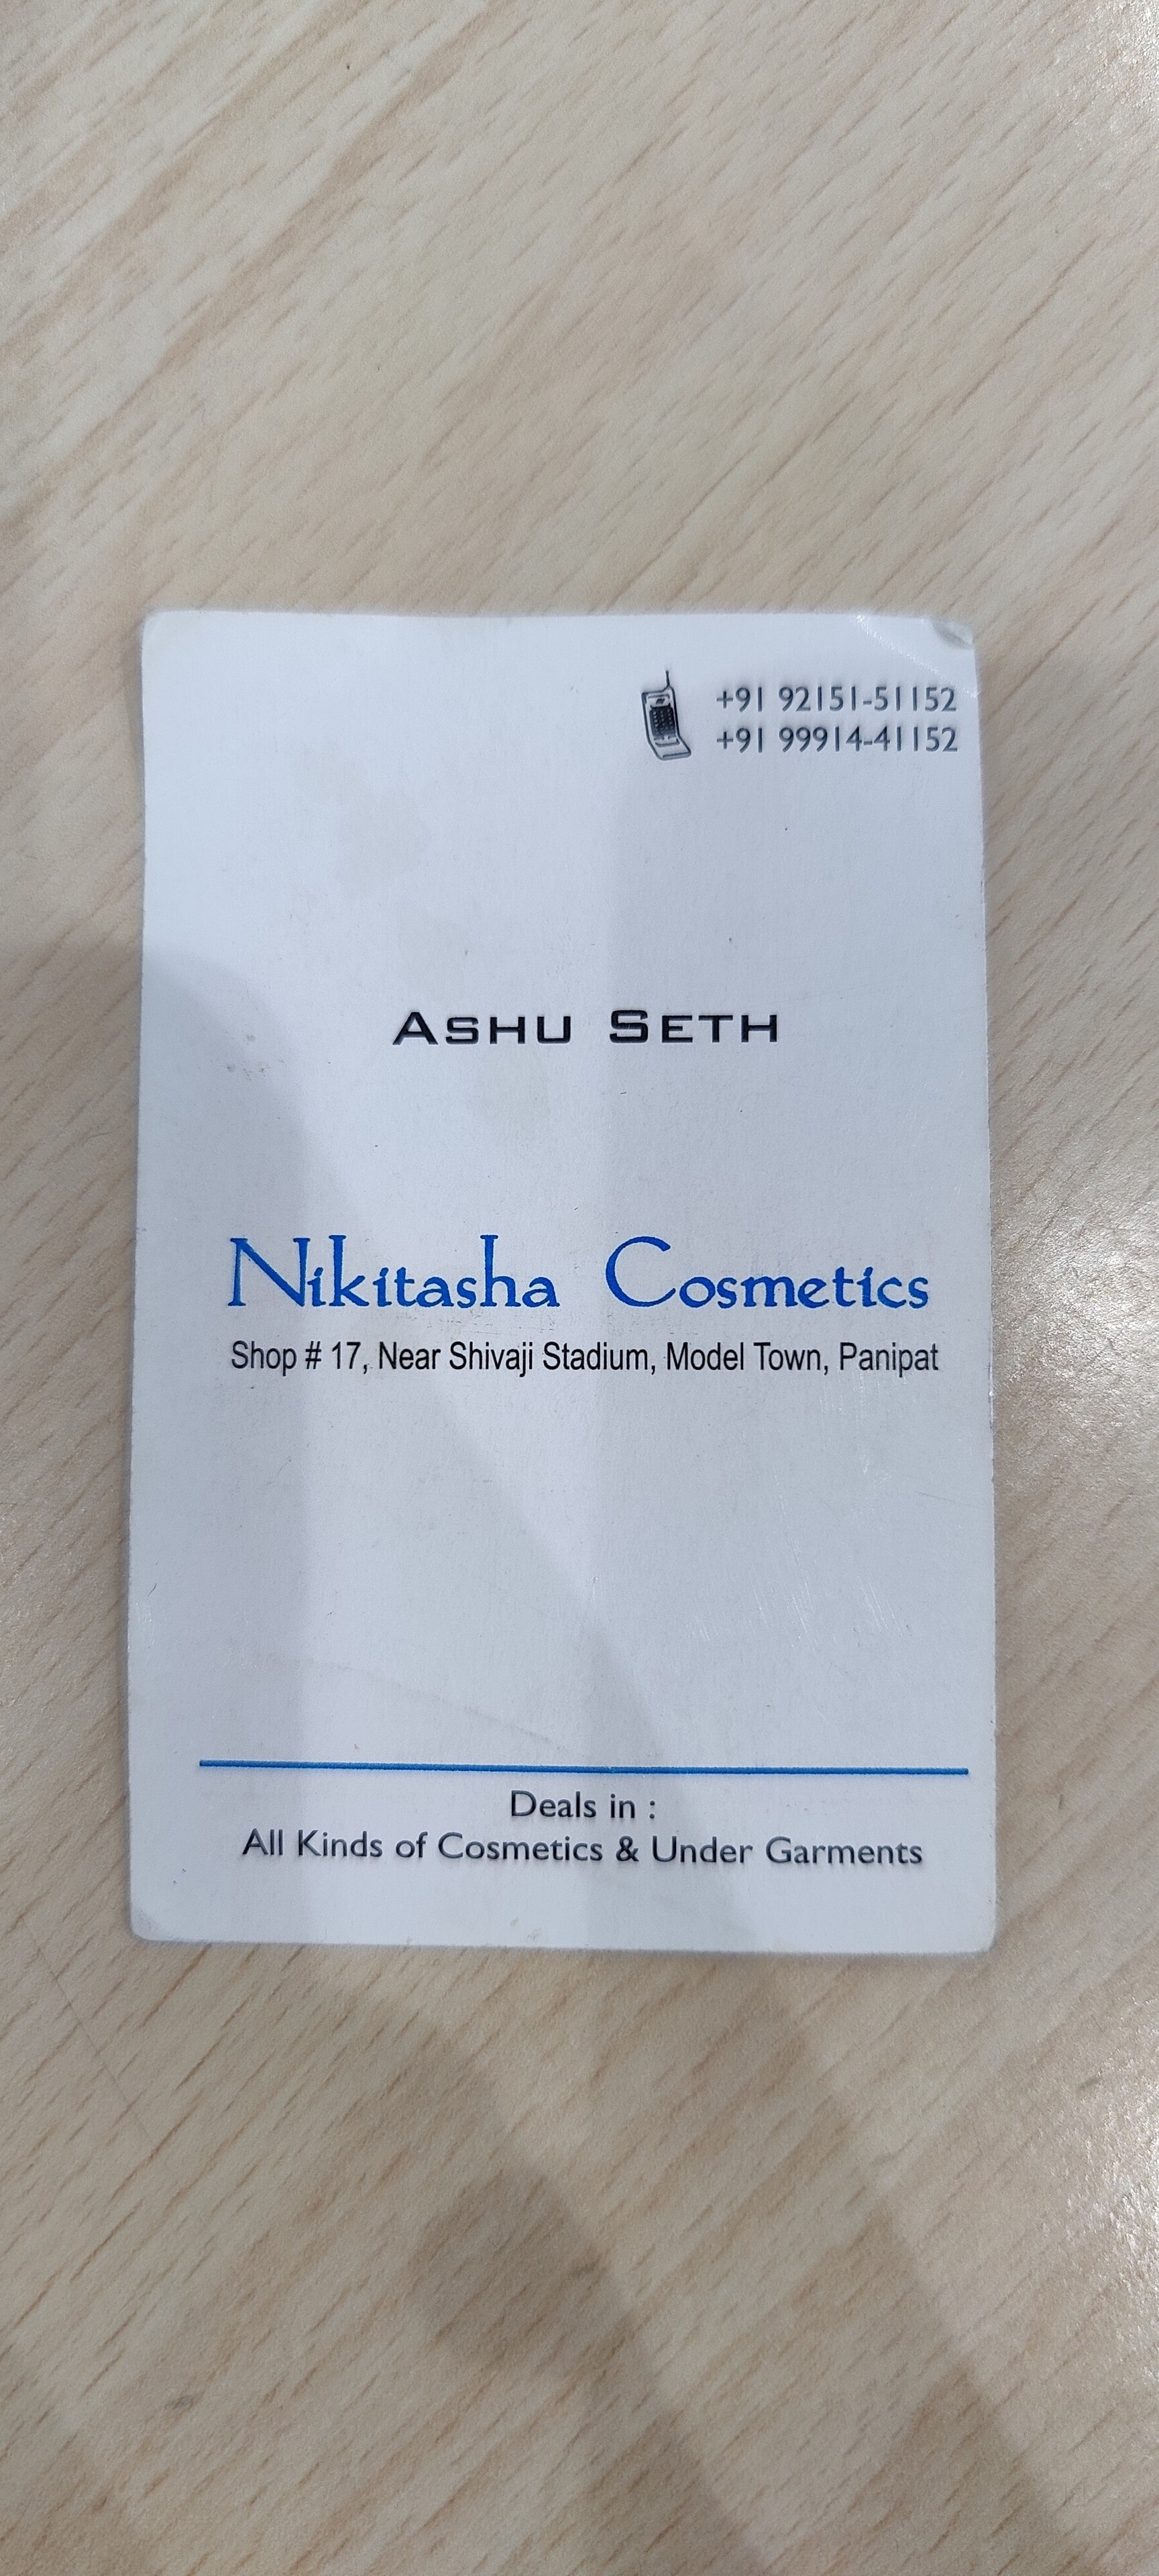 +91 92151-51152
+91 99914-41152
ASHU SETH
Nikitasha Cosmetics
Shop # 17, Near Shivaji Stadium, Model Town, Panipat
Deals in :
All Kinds of Cosmetics & Under Garments